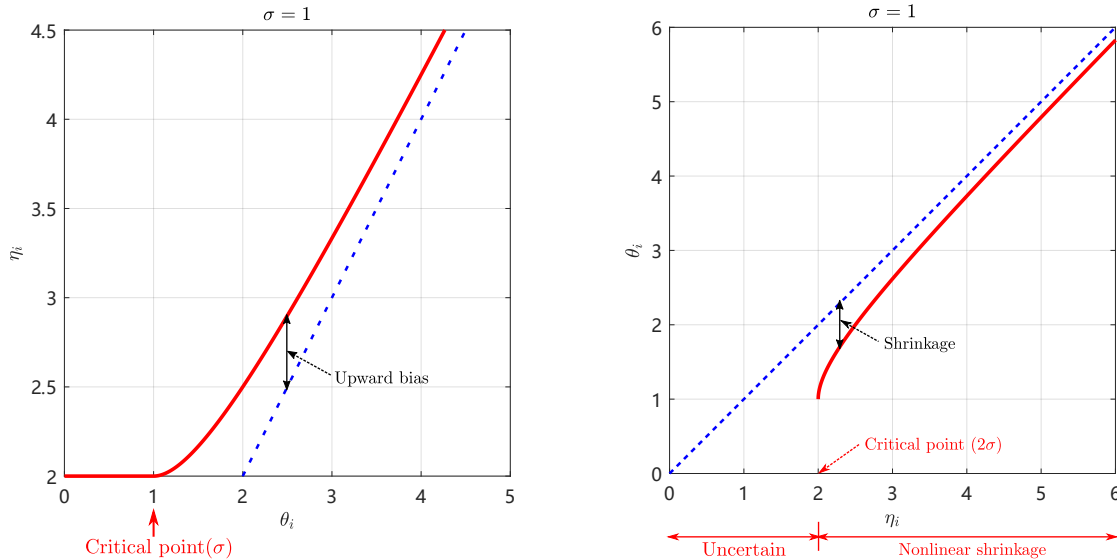 σ = 1
4.5
4
3.5
3
2.5
2
η_i
Upward bias
0 1 2 3 4 5
θ_i
Critical point(σ)
σ = 1
6
5
4
3
2
1
0
θ_i
Shrinkage
Critical point (2σ)
0 1 2 3 4 5 6
η_i
Uncertain
Nonlinear shrinkage